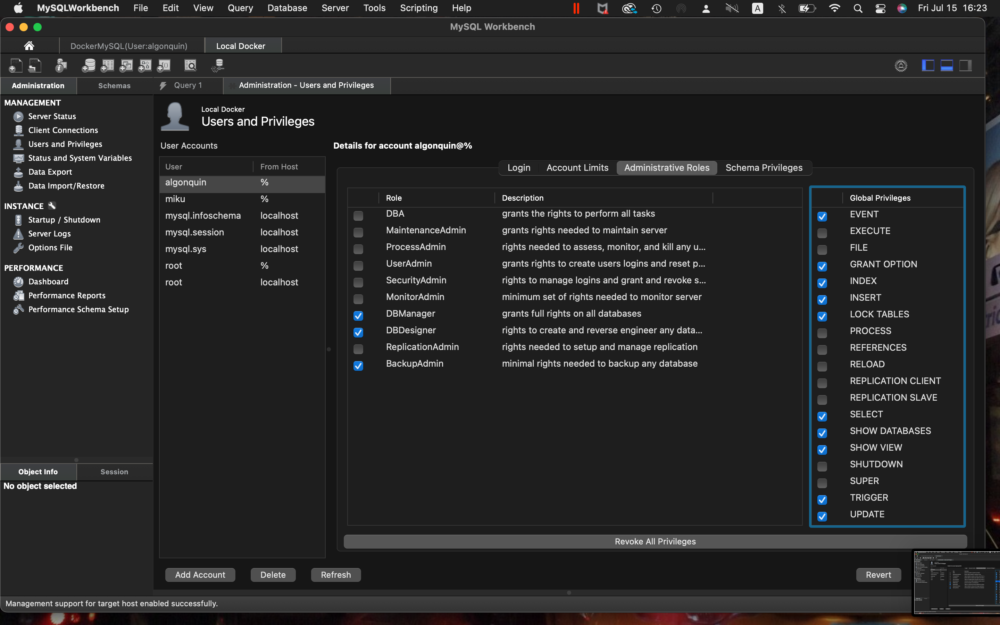 MySQLWorkbench File Edit View Query Database Server Tools Scripting Help A Fri Jul 15 16:23
MySQL Workbench
DockerMySQL(User:algonquin) Local Docker
Administration Schemas Query 1 Administration - Users and Privileges
MANAGEMENT
Server Status
Client Connections
Users and Privileges
Status and System Variables
Data Export
Data Import/Restore
INSTANCE
Startup / Shutdown
Server Logs
Options File
PERFORMANCE
Dashboard
Performance Reports
Performance Schema Setup
Object Info Session
No object selected
Local Docker
Users and Privileges
User Accounts
User From Host
algonquin %
miku %
mysql.infoschema localhost
mysql.session localhost
mysql.sys localhost
root %
root localhost
Add Account Delete Refresh
Details for account algonquin@%
Login Account Limits Administrative Roles Schema Privileges
Role Description
DBA grants the rights to perform all tasks
MaintenanceAdmin grants rights needed to maintain server
ProcessAdmin rights needed to assess, monitor, and kill any u...
UserAdmin grants rights to create users logins and reset p...
SecurityAdmin rights to manage logins and grant and revoke s...
MonitorAdmin minimum set of rights needed to monitor server
DBManager grants full rights on all databases
DBDesigner rights to create and reverse engineer any data...
ReplicationAdmin rights needed to setup and manage replication
BackupAdmin minimal rights needed to backup any database
Global Privileges
EVENT
EXECUTE
FILE
GRANT OPTION
INDEX
INSERT
LOCK TABLES
PROCESS
REFERENCES
RELOAD
REPLICATION CLIENT
REPLICATION SLAVE
SELECT
SHOW DATABASES
SHOW VIEW
SHUTDOWN
SUPER
TRIGGER
UPDATE
Revoke All Privileges
Revert
Management support for target host enabled successfully.